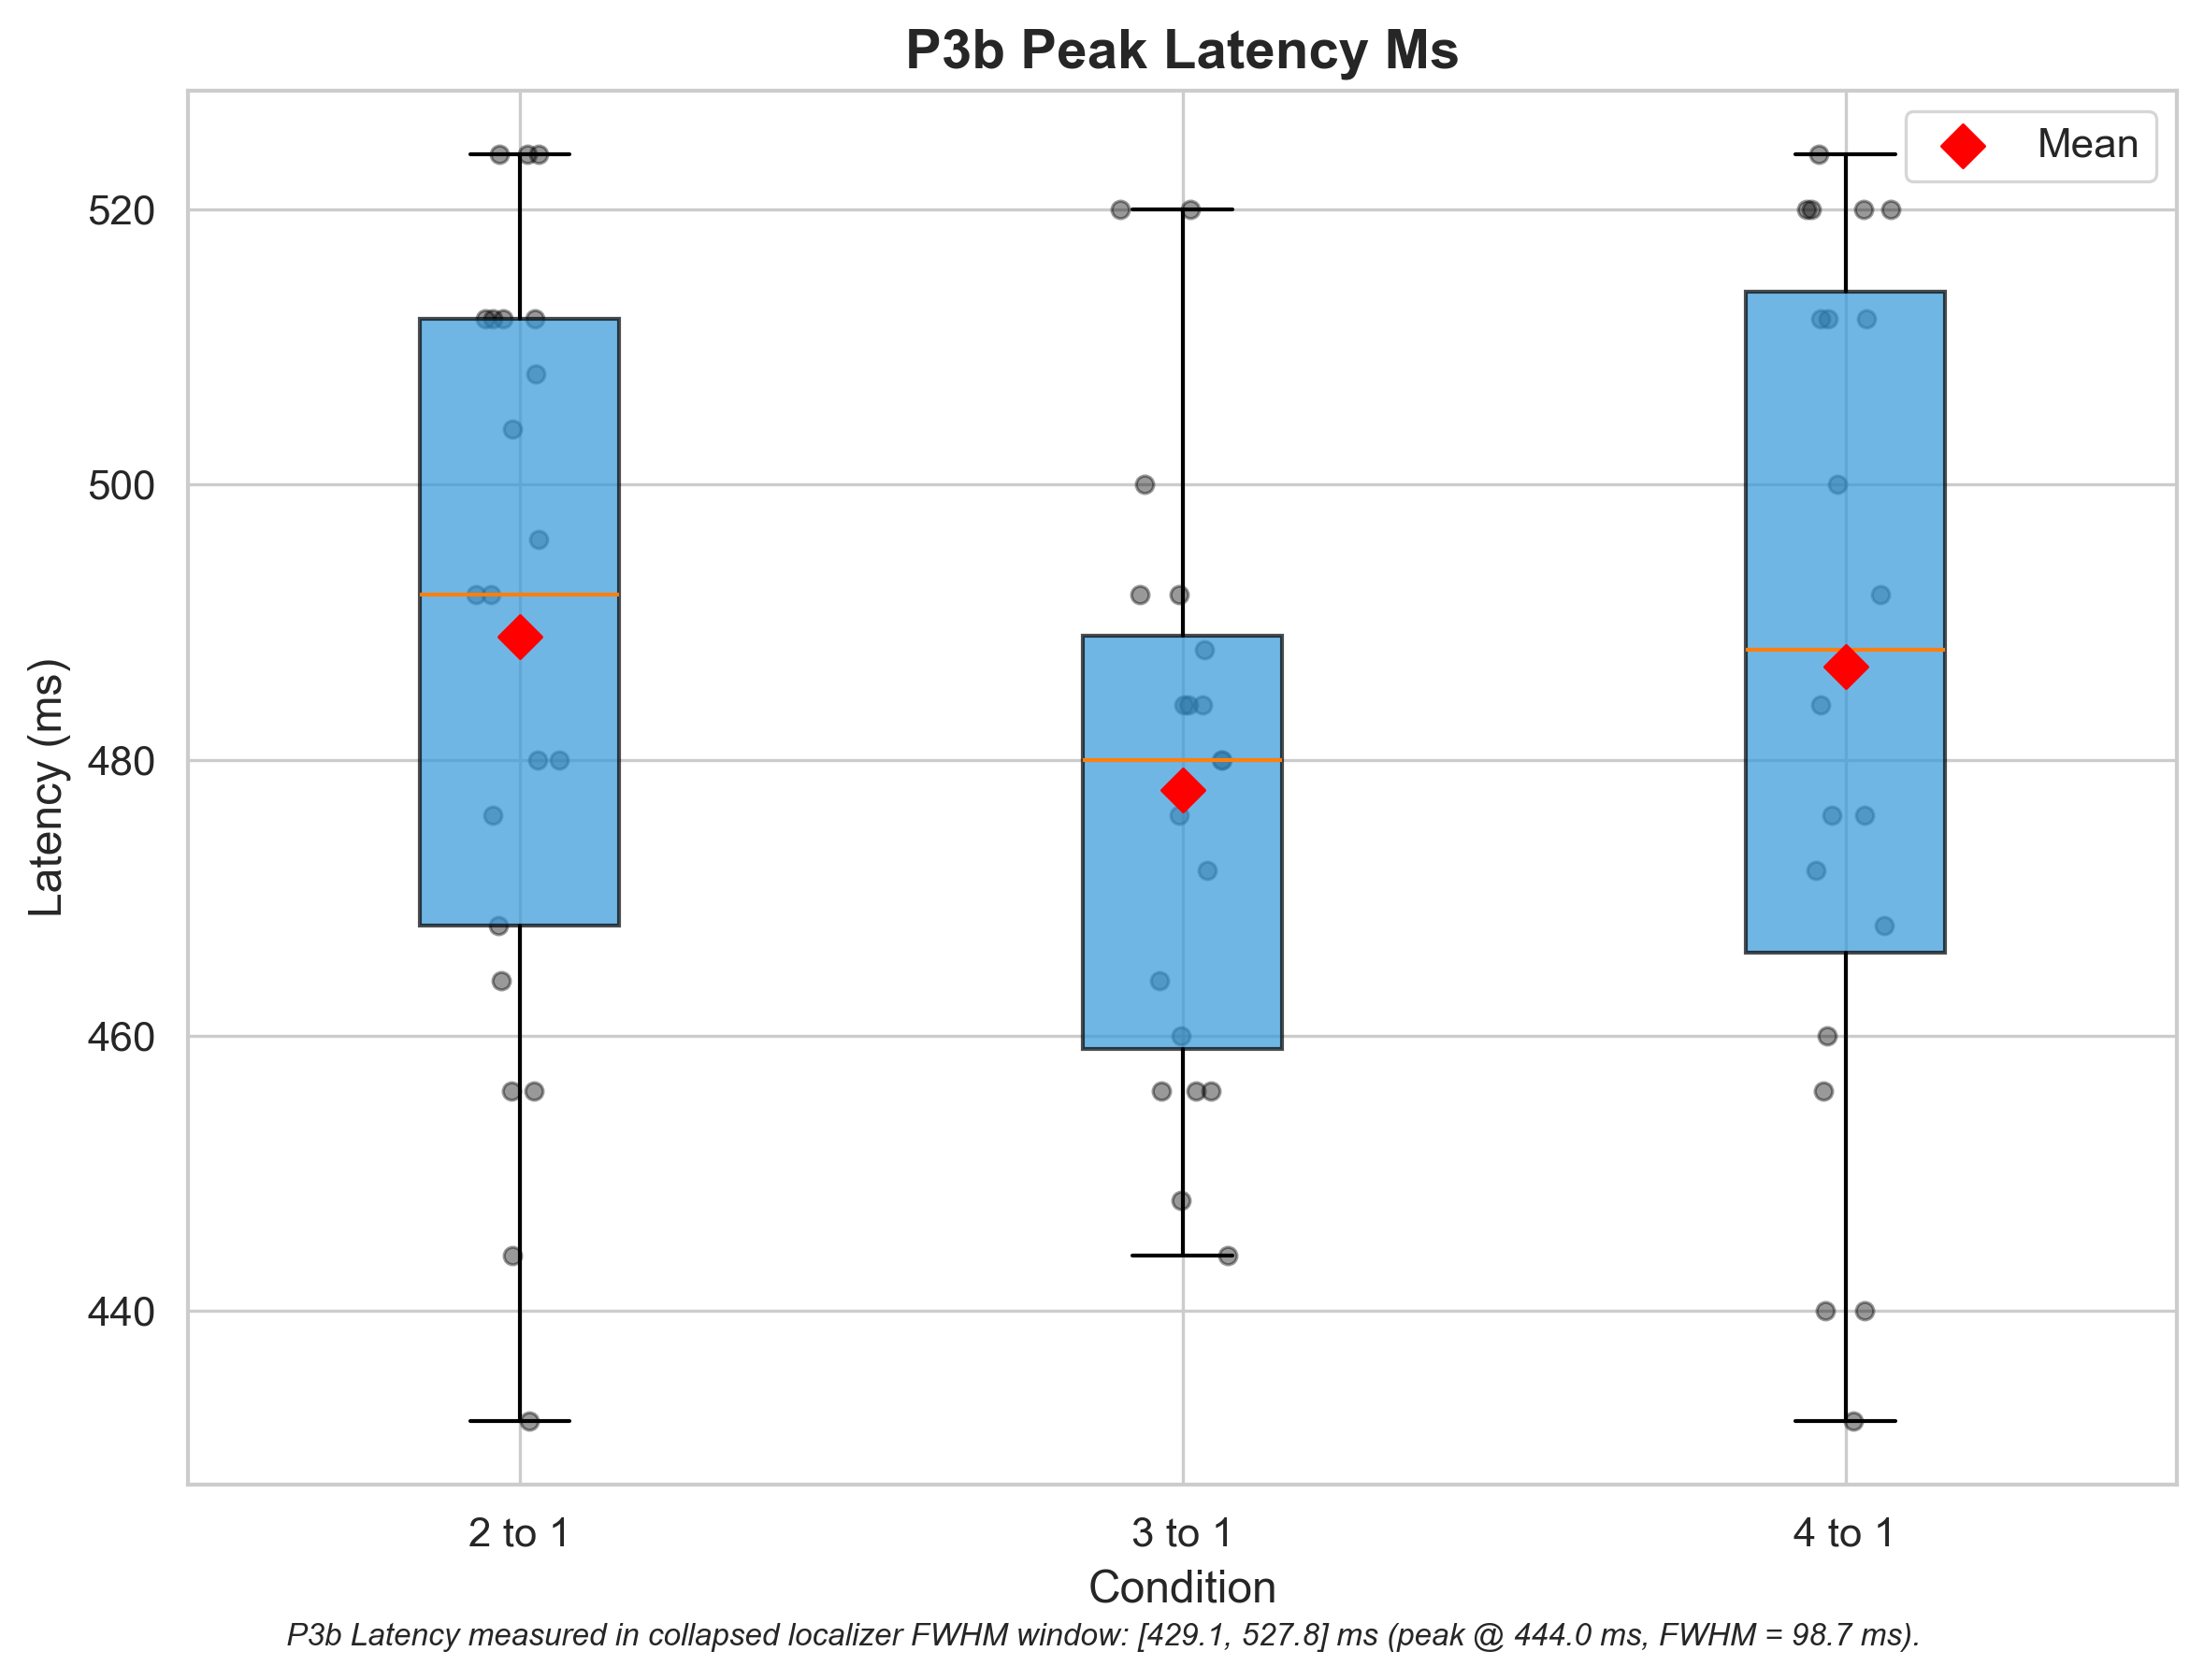 P3b Peak Latency Ms
Mean
520
500
480
460
440
Latency (ms)
2 to 1
3 to 1
4 to 1
Condition
P3b Latency measured in collapsed localizer FWHM window: [429.1, 527.8] ms (peak @ 444.0 ms, FWHM = 98.7 ms).